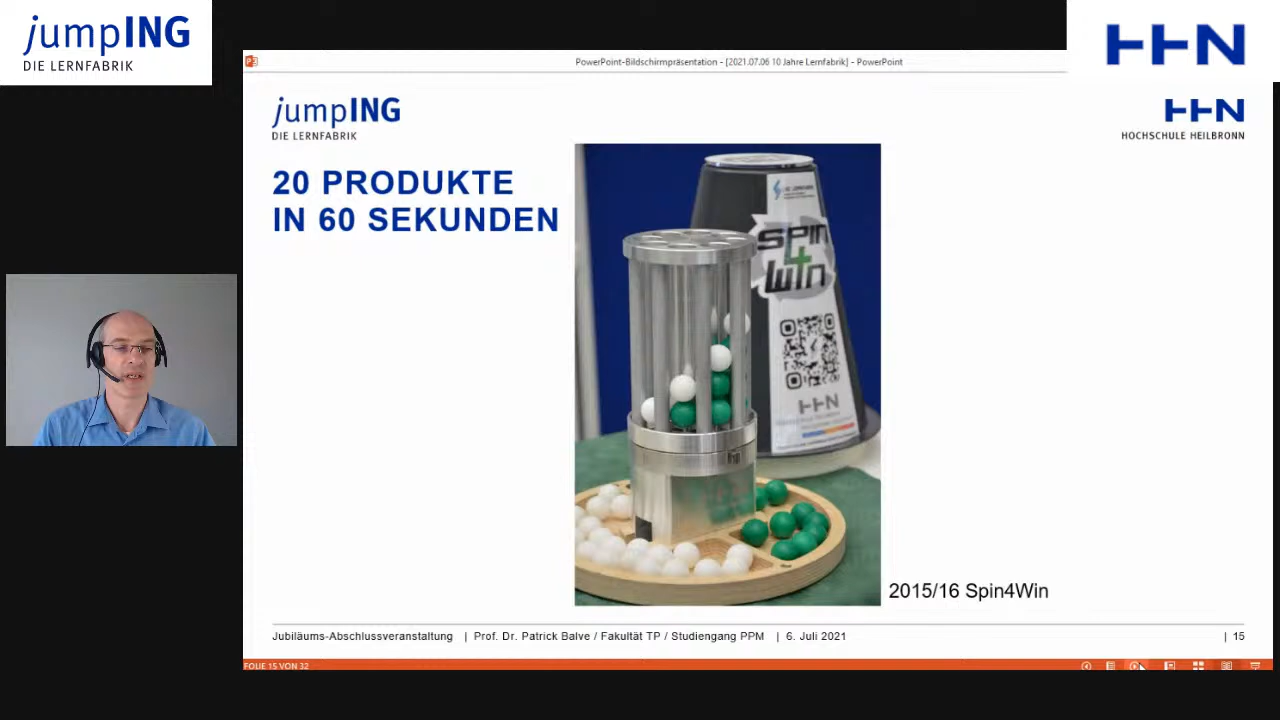 jumpING
DIE LERNFABRIK
HHN
PowerPoint-Bildschirmpräsentation - [2021.07.06 10 Jahre Lernfabrik] - PowerPoint
jumpING
DIE LERNFABRIK
HHN
HOCHSCHULE HEILBRONN
20 PRODUKTE
IN 60 SEKUNDEN
SPIN
4
WIN
HHN
2015/16 Spin4Win
Jubiläums-Abschlussveranstaltung | Prof. Dr. Patrick Balve / Fakultät TP / Studiengang PPM | 6. Juli 2021 | 15
FOLIE 15 VON 32